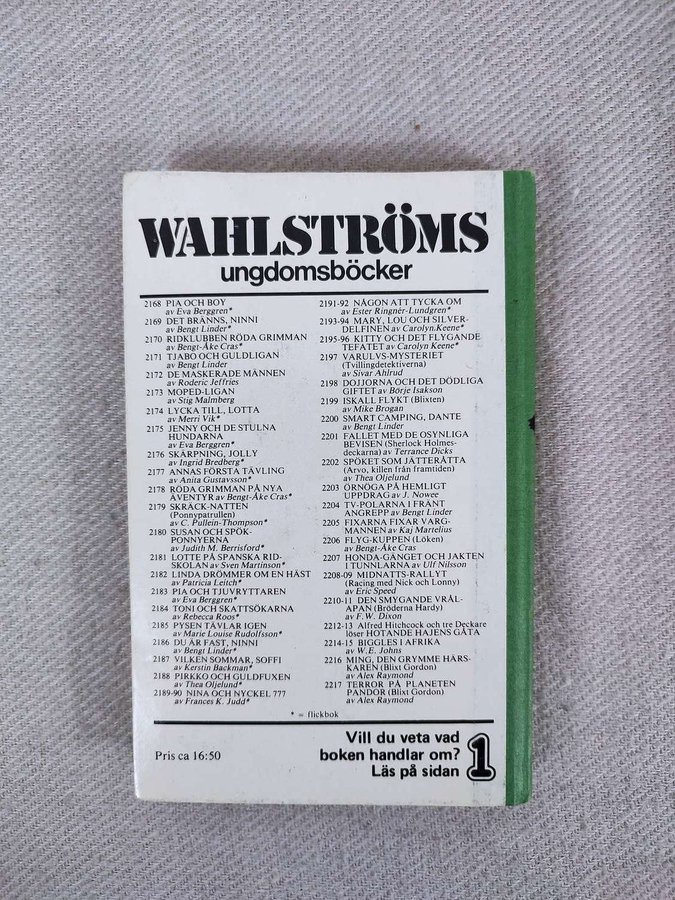 WAHLSTRÖMS
ungdomsböcker
2168 PIA OCH BOY
av Eva Berggren*
2169 DET BRÄNNS, NINNI
av Bengt Linder*
2170 RIDKLUBBEN RÖDA GRIMMAN
av Bengt-Åke Cras*
2171 TJABO OCH GULDLIGAN
av Bengt Linder
2172 DE MASKERADE MÄNNEN
av Roderic Jeffries
2173 MOPED-LIGAN
av Stig Malmberg
2174 LYCKA TILL, LOTTA
av Merri Vik*
2175 JENNY OCH DE STULNA
HUNDARNA
av Eva Berggren*
2176 SKÄRPNING, JOLLY
av Ingrid Bredberg*
2177 ANNAS FÖRSTA TÄVLING
av Anita Gustavsson*
2178 RÖDA GRIMMAN PÅ NYA
ÄVENTYR av Bengt-Åke Cras*
2179 SKRÄCK-NATTEN
(Ponnypatrullen)
av C. Pullein-Thompson*
2180 SUSAN OCH SPÖK-
PONNYERNA
av Judith M. Berrisford*
2181 LOTTE PÅ SPANSKA RID-
SKOLAN av Sven Martinson*
2182 LINDA DRÖMMER OM EN HÄST
av Patricia Leitch*
2183 PIA OCH TJUVRYTTAREN
av Eva Berggren*
2184 TONI OCH SKATTSÖKARNA
av Rebecca Roos*
2185 PYSEN TÄVLAR IGEN
av Marie Louise Rudolfsson*
2186 DU ÄR FAST, NINNI
av Bengt Linder*
2187 VILKEN SOMMAR, SOFFI
av Kerstin Backman*
2188 PIRKKO OCH GULDFUXEN
av Thea Oljelund*
2189-90 NINA OCH NYCKEL 777
av Frances K. Judd*
2191-92 NÅGON ATT TYCKA OM
av Ester Ringnér-Lundgren*
2193-94 MARY, LOU OCH SILVER-
DELFINEN av Carolyn.Keene*
2195-96 KITTY OCH DET FLYGANDE
TEFATET av Carolyn Keene*
2197 VARULVS-MYSTERIET
(Tvillingdetektiverna)
av Sivar Ahlrud
2198 DOJJORNA OCH DET DÖDLIGA
GIFTET av Börje Isakson
2199 ISKALL FLYKT (Blixten)
av Mike Brogan
2200 SMART CAMPING, DANTE
av Bengt Linder
2201 FALLET MED DE OSYNLIGA
BEVISEN (Sherlock Holmes-
deckarna) av Terrance Dicks
2202 SPÖKET SOM JÄTTERÅTTA
(Arvo, killen från framtiden)
av Thea Oljelund
2203 ÖRNÖGA PÅ HEMLIGT
UPPDRAG av J. Nowee
2204 TV-POLARNA I FRÄNT
ANGREPP av Bengt Linder
2205 FIXARNA FIXAR VARG-
MANNEN av Kaj Martelius
2206 FLYG-KUPPEN (Löken)
av Bengt-Åke Cras
2207 HONDA-GÄNGET OCH JAKTEN
I TUNNLARNA av Ulf Nilsson
2208-09 MIDNATTS-RALLYT
(Racing med Nick och Lonny)
av Eric Speed
2210-11 DEN SMYGANDE VRÅL-
APAN (Bröderna Hardy)
av F.W. Dixon
2212-13 Alfred Hitchcock och tre Deckare
löser HOTANDE HAJENS GÅTA
2214-15 BIGGLES I AFRIKA
av W.E. Johns
2216 MING, DEN GRYMME HÄRS-
KAREN (Blixt Gordon)
av Alex Raymond
2217 TERROR PÅ PLANETEN
PANDOR (Blixt Gordon)
av Alex Raymond
* = flickbok
Pris ca 16:50
Vill du veta vad
boken handlar om?
Läs på sidan 1